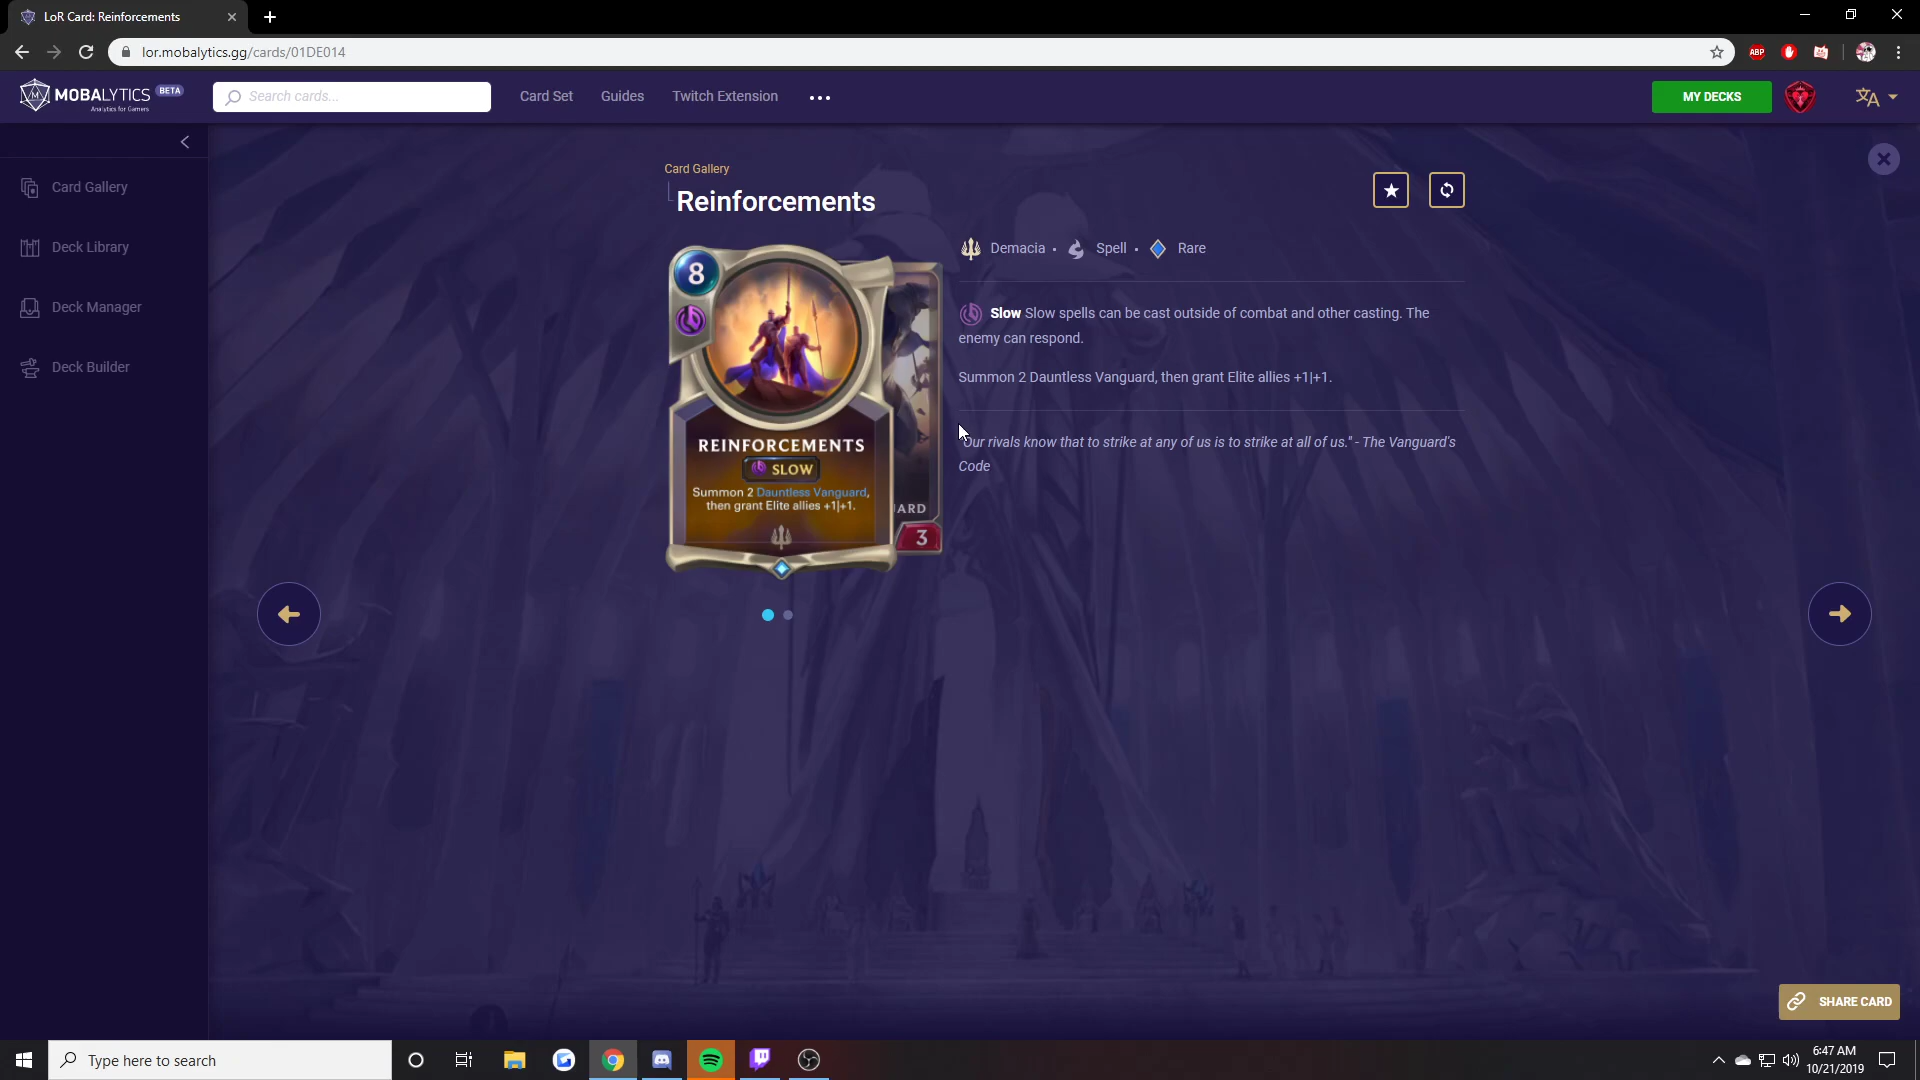 LoR Card: Reinforcements
lor.mobalytics.gg/cards/01DE014
ABP
MOBALYTICS BETA
Analytics for Gamers
Search cards...
Card Set
Guides
Twitch Extension
MY DECKS
Card Gallery
Deck Library
Deck Manager
Deck Builder
Card Gallery
Reinforcements
Demacia
Spell
Rare
Slow Slow spells can be cast outside of combat and other casting. The
enemy can respond.
Summon 2 Dauntless Vanguard, then grant Elite allies +1|+1.
"Our rivals know that to strike at any of us is to strike at all of us." - The Vanguard's
Code
8
REINFORCEMENTS
SLOW
Summon 2 Dauntless Vanguard,
then grant Elite allies +1|+1.
3
SHARE CARD
Type here to search
6:47 AM
10/21/2019